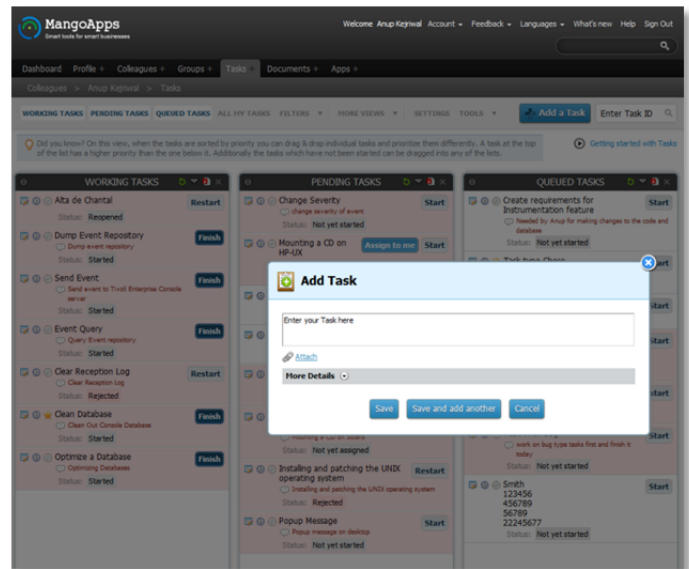 MangoApps
Smart tools for smart businesses
Welcome Anup Kejriwal Account Feedback Languages What's new Help Sign Out
Dashboard Profile + Colleagues + Groups + Tasks + Documents + Apps +
Colleagues > Anup Kejriwal > Tasks
WORKING TASKS PENDING TASKS QUEUED TASKS ALL MY TASKS FILTERS MORE VIEWS SETTINGS TOOLS Add a Task Enter Task ID
Did you know? On this view, when the tasks are sorted by priority you can drag & drop individual tasks and prioritize them differently. A task at the top
of the list has a higher priority than the one below it. Additionally the tasks which have not been started can be dragged into any of the lists.
Getting started with Tasks
WORKING TASKS
Alta de Chantal Restart
Status: Reopened
Dump Event Repository Finish
Dump event repository
Status: Started
Send Event Finish
Send event to Tivoli Enterprise Console
server
Status: Started
Event Query Finish
Query Event repository
Status: Started
Clear Reception Log Restart
Clear Reception Log
Status: Rejected
Clean Database Finish
Clean Out Console Database
Status: Started
Optimize a Database Finish
Optimizing Databases
Status: Started
PENDING TASKS
Change Severity Start
change severity of event
Status: Not yet started
Mounting a CD on Assign to me Start
HP-UX
Status: Not yet assigned
Installing and patching the UNIX Restart
operating system
Installing and patching the UNIX operating system
Status: Rejected
Popup Message Start
Popup message on desktop
Status: Not yet started
QUEUED TASKS
Create requirements for Start
Instrumentation feature
Needed by Anup for making changes to the code and
database
Status: Not yet started
work on bug type tasks first and finish it
today
Start
Status: Not yet started
Smith Start
123456
456789
56789
22245677
Status: Not yet started
Add Task
Enter your Task here
Attach
More Details
Save Save and add another Cancel